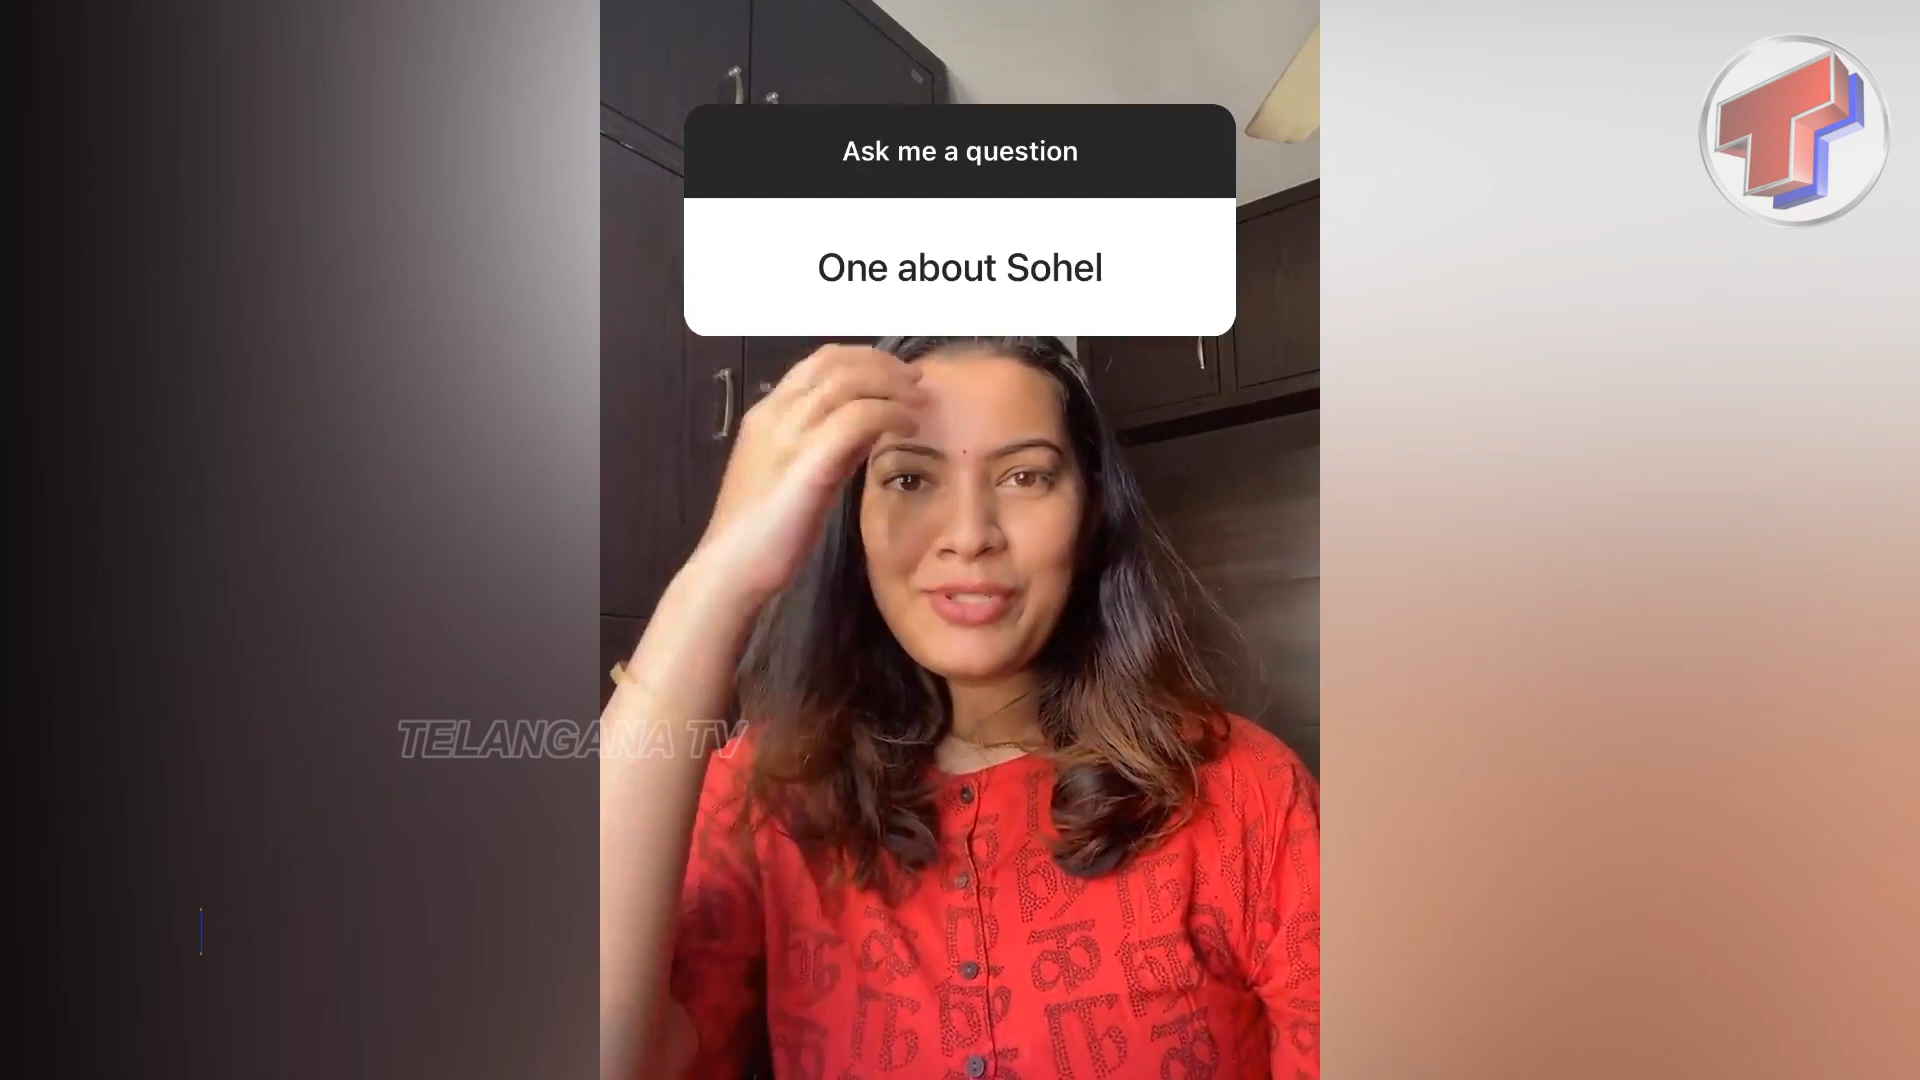 Ask me a question
One about Sohel
TELANGANA TV
क क क